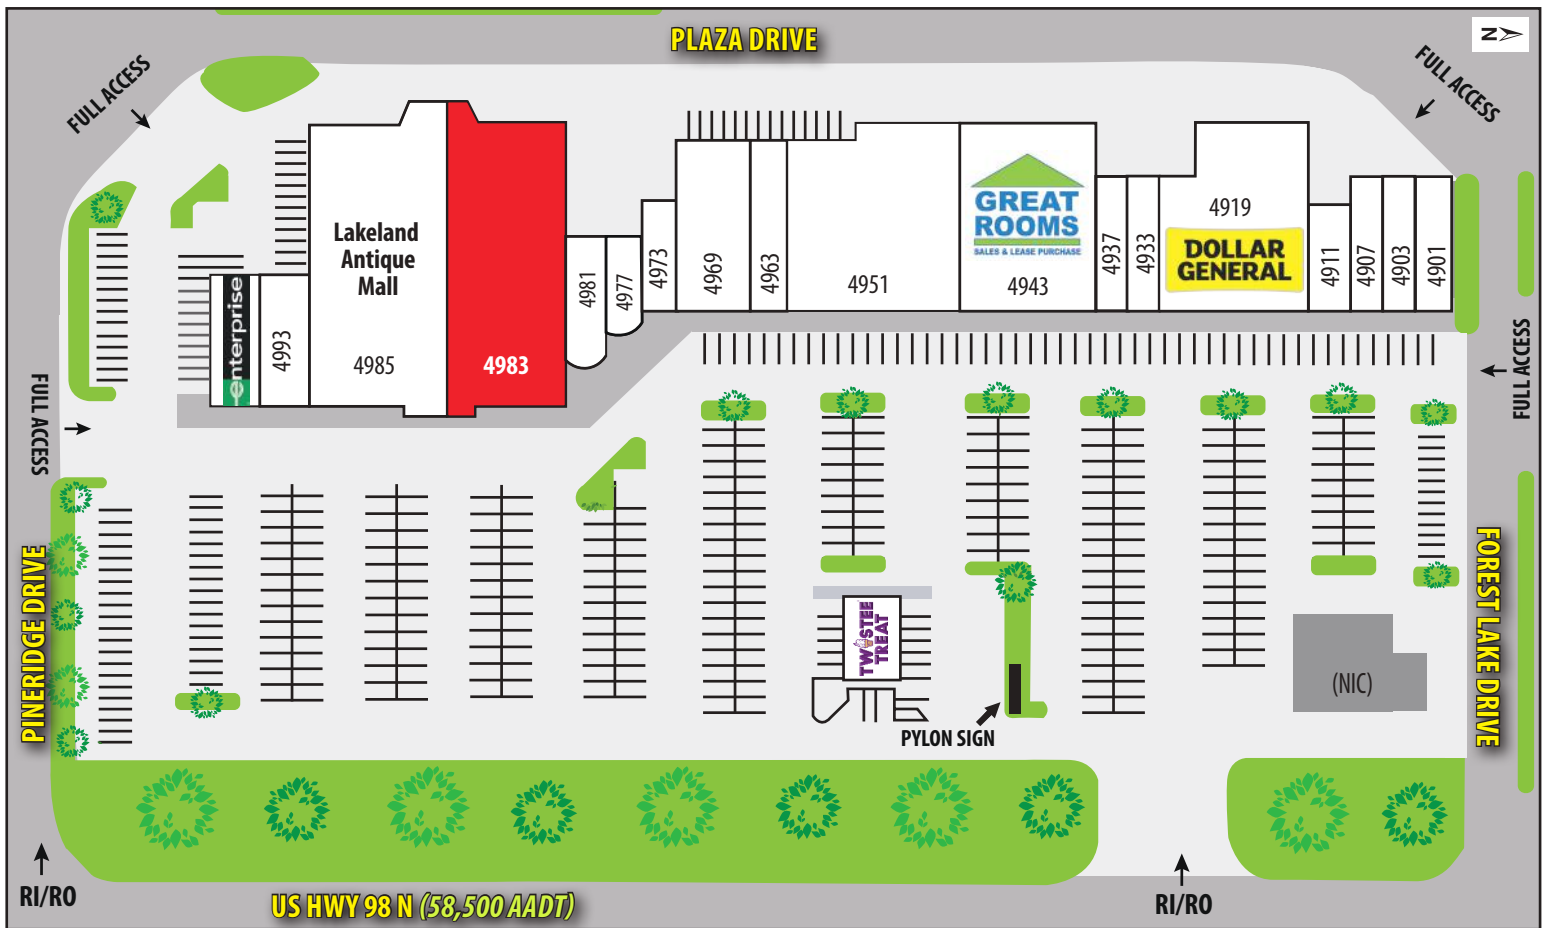 PLAZA DRIVE
N
FULL ACCESS
FULL ACCESS
Lakeland
Antique
Mall
4985
4983
enterprise
4993
4981
4977
4973
4969
4963
4951
GREAT
ROOMS
SALES & LEASE PURCHASE
4943
4937
4933
4919
DOLLAR
GENERAL
4911
4907
4903
4901
FULL ACCESS
FULL ACCESS
PINERIDGE DRIVE
FOREST LAKE DRIVE
TWISTEE
TREAT
(NIC)
PYLON SIGN
RI/RO
RI/RO
US HWY 98 N (58,500 AADT)